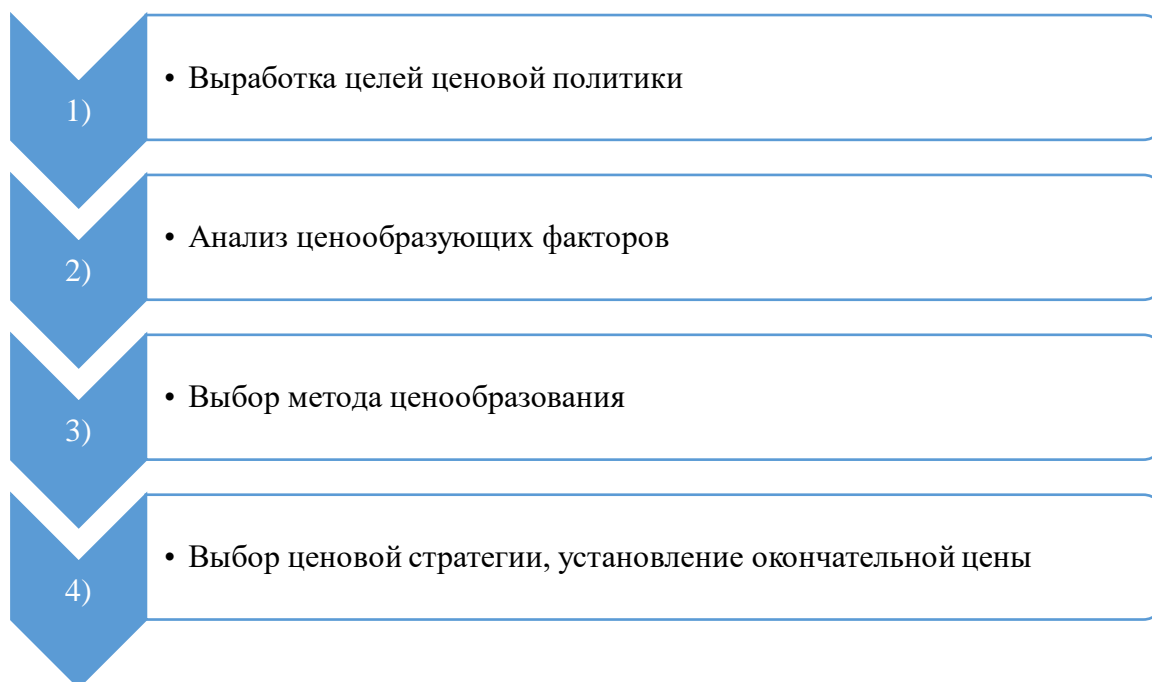 1)
• Выработка целей ценовой политики
2)
• Анализ ценообразующих факторов
3)
• Выбор метода ценообразования
4)
• Выбор ценовой стратегии, установление окончательной цены